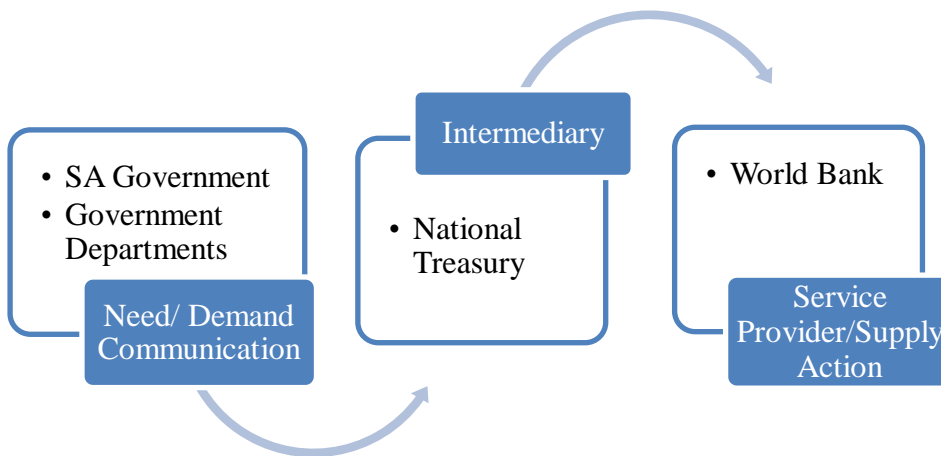 • SA Government
• Government
Departments
Need/ Demand
Communication
Intermediary
• National
Treasury
• World Bank
Service
Provider/Supply
Action